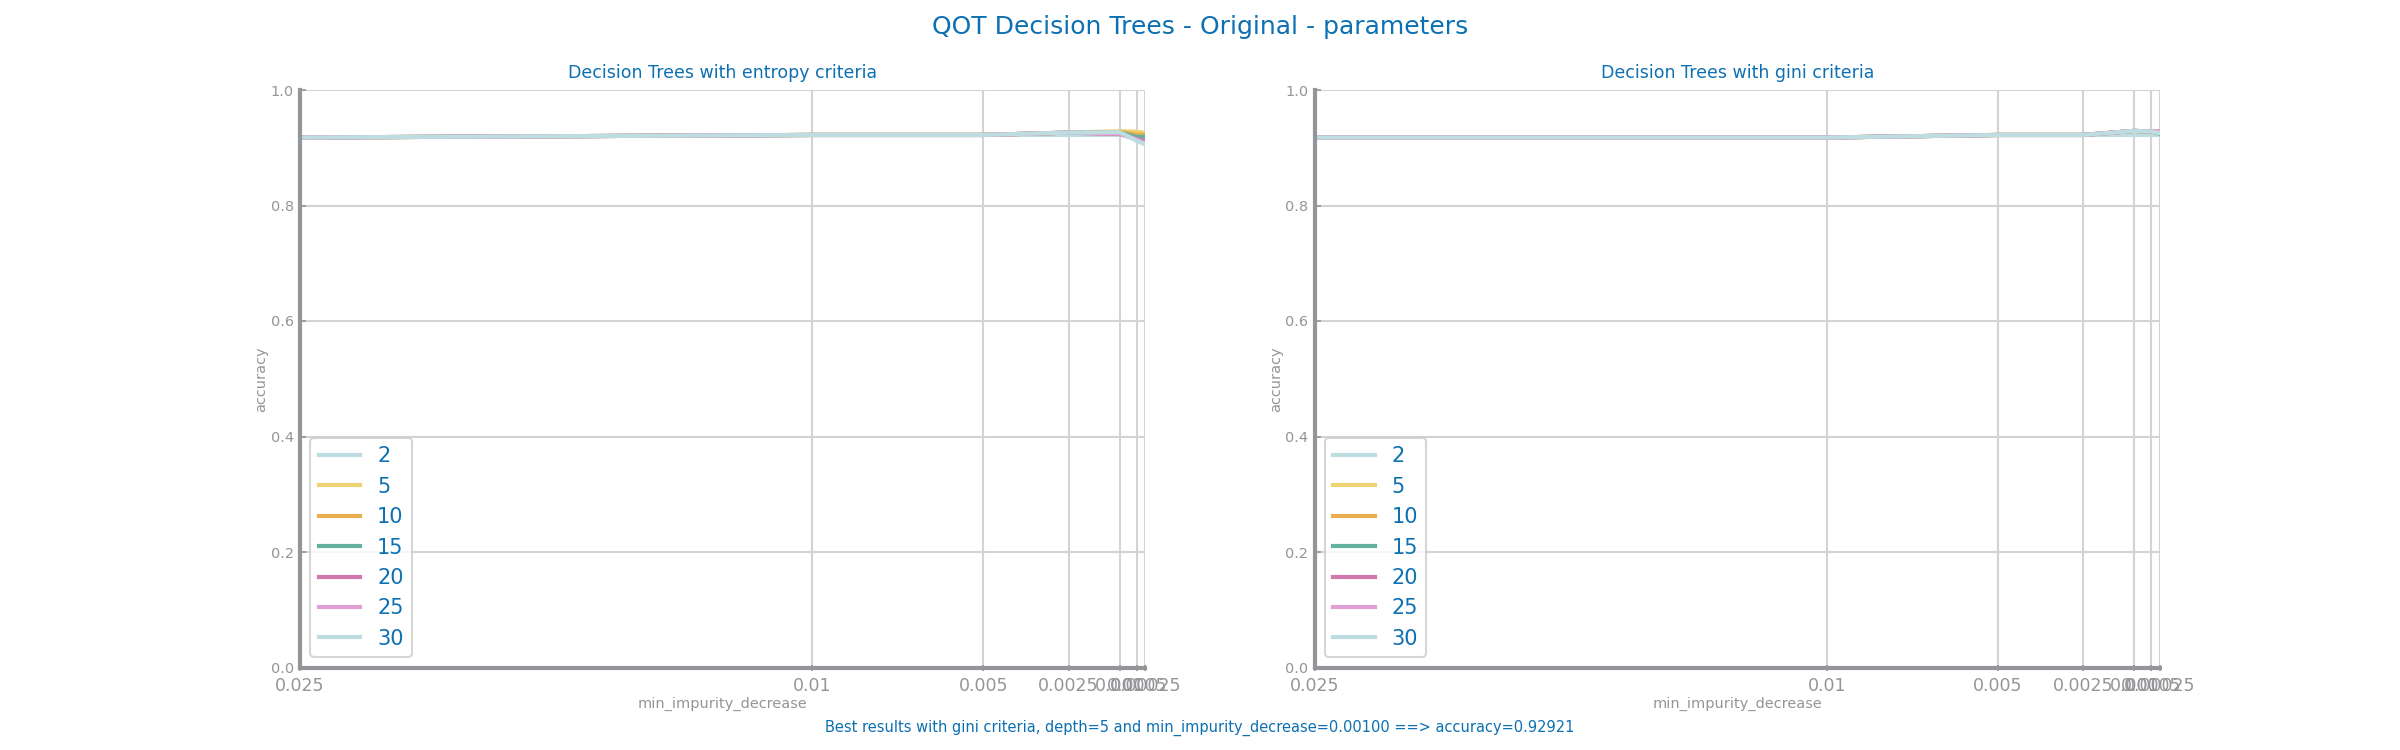 QOT Decision Trees - Original - parameters
Decision Trees with entropy criteria
1.0
0.8
0.6
0.4
0.2
0.0
accuracy
2
5
10
15
20
25
30
0.025 0.01 0.005 0.0025
min_impurity_decrease
Decision Trees with gini criteria
1.0
0.8
0.6
0.4
0.2
0.0
accuracy
2
5
10
15
20
25
30
0.025 0.01 0.005 0.0025
min_impurity_decrease
Best results with gini criteria, depth=5 and min_impurity_decrease=0.00100 ==> accuracy=0.92921